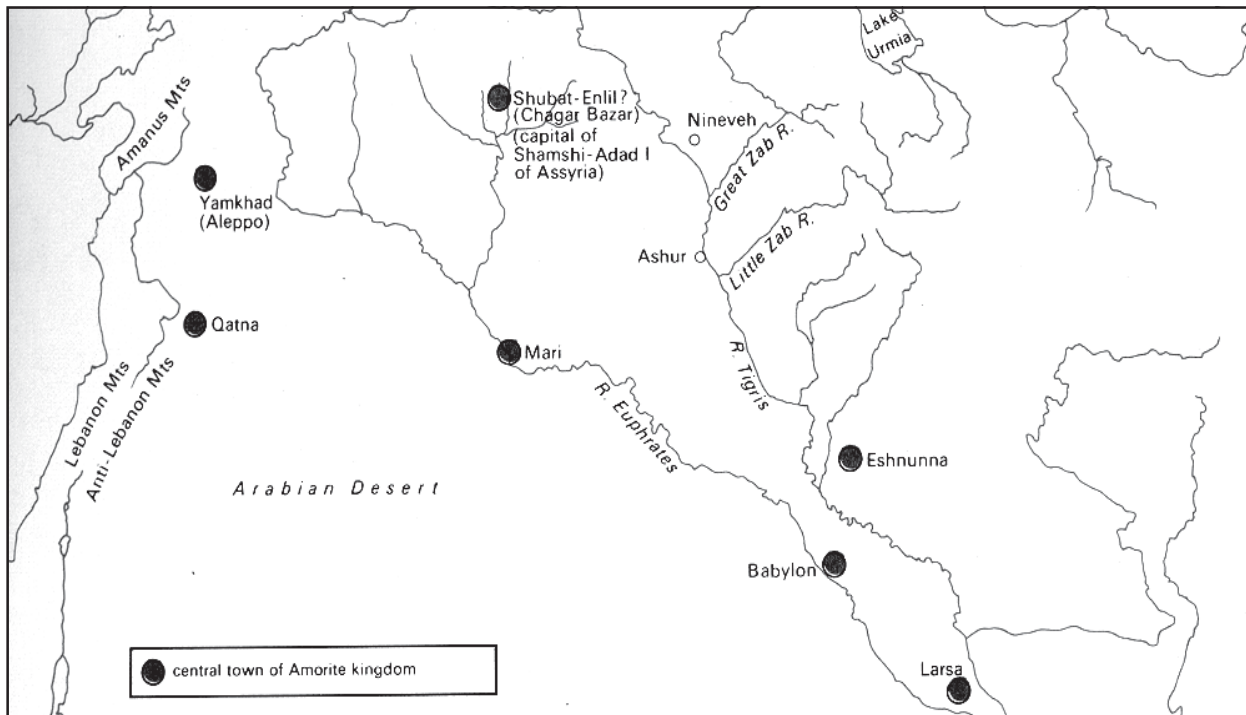 Lake
Urmia
Amanus Mts
Shubat-Enlil?
(Chagar Bazar)
(capital of
Shamshi-Adad I
of Assyria)
Nineveh
Great Zab R.
Yamkhad
(Aleppo)
Ashur
Little Zab R.
Qatna
Mari
R. Tigris
R. Euphrates
Lebanon Mts
Anti-Lebanon Mts
Eshnunna
Arabian Desert
Babylon
Larsa
central town of Amorite kingdom